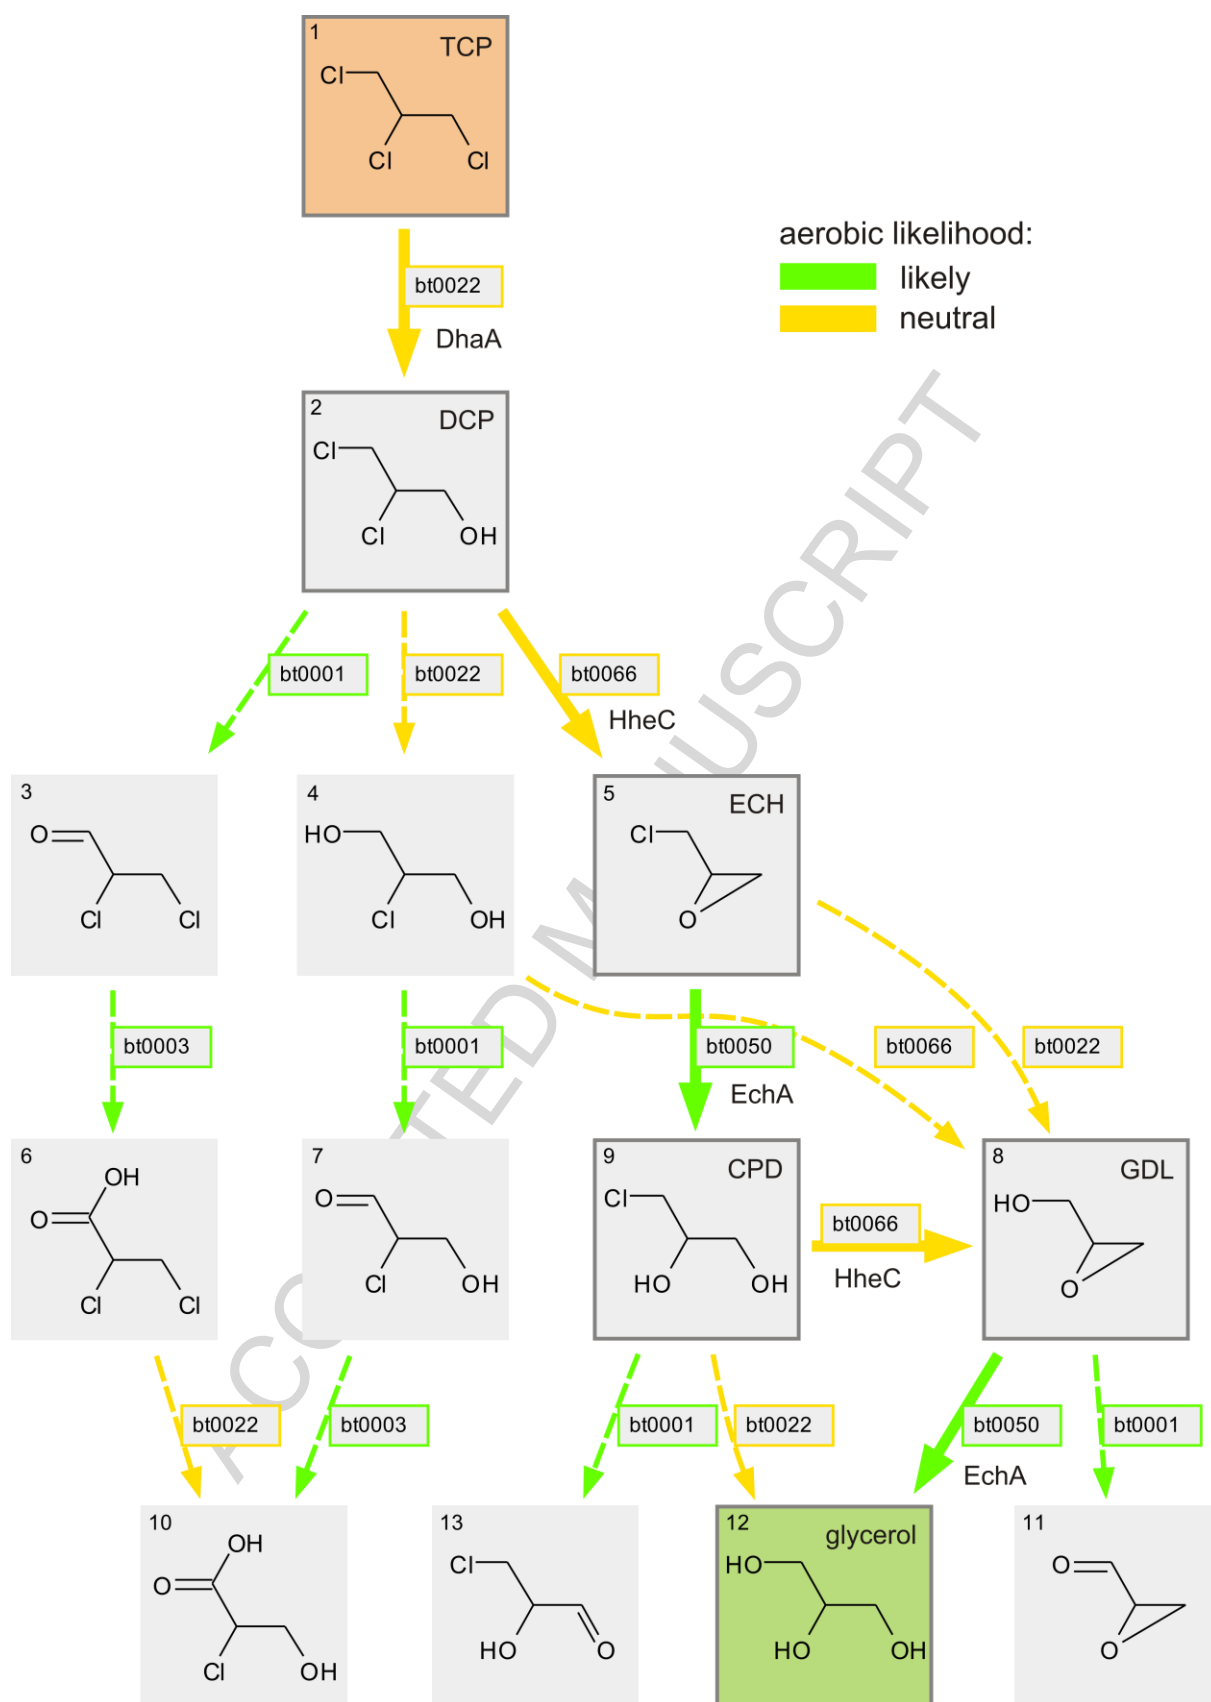 1
TCP
Cl
Cl
Cl
aerobic likelihood:
likely
neutral
bt0022
DhaA
2
DCP
Cl
Cl
OH
bt0001
bt0022
bt0066
HheC
3
O
Cl
Cl
4
HO
Cl
OH
5
ECH
Cl
O
bt0003
bt0001
bt0050
EchA
bt0066
bt0022
6
OH
O
Cl
Cl
7
O
Cl
OH
9
CPD
Cl
HO
OH
bt0066
HheC
8
GDL
HO
O
bt0022
bt0003
bt0001
bt0022
bt0050
EchA
bt0001
10
OH
O
Cl
OH
13
Cl
HO
O
12
glycerol
HO
HO
OH
11
O
O
ACCEPTED MANUSCRIPT